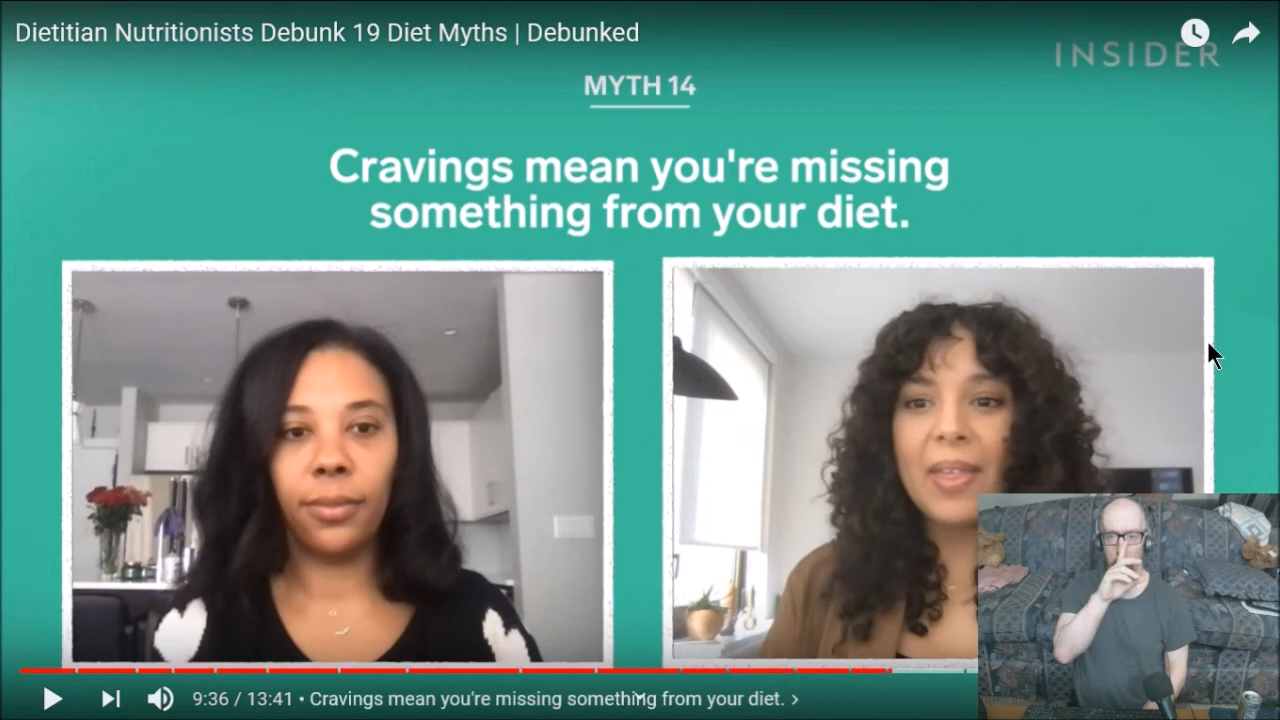 Dietitian Nutritionists Debunk 19 Diet Myths | Debunked
INSIDER
MYTH 14
Cravings mean you're missing
something from your diet.
9:36 / 13:41 • Cravings mean you're missing something from your diet. >